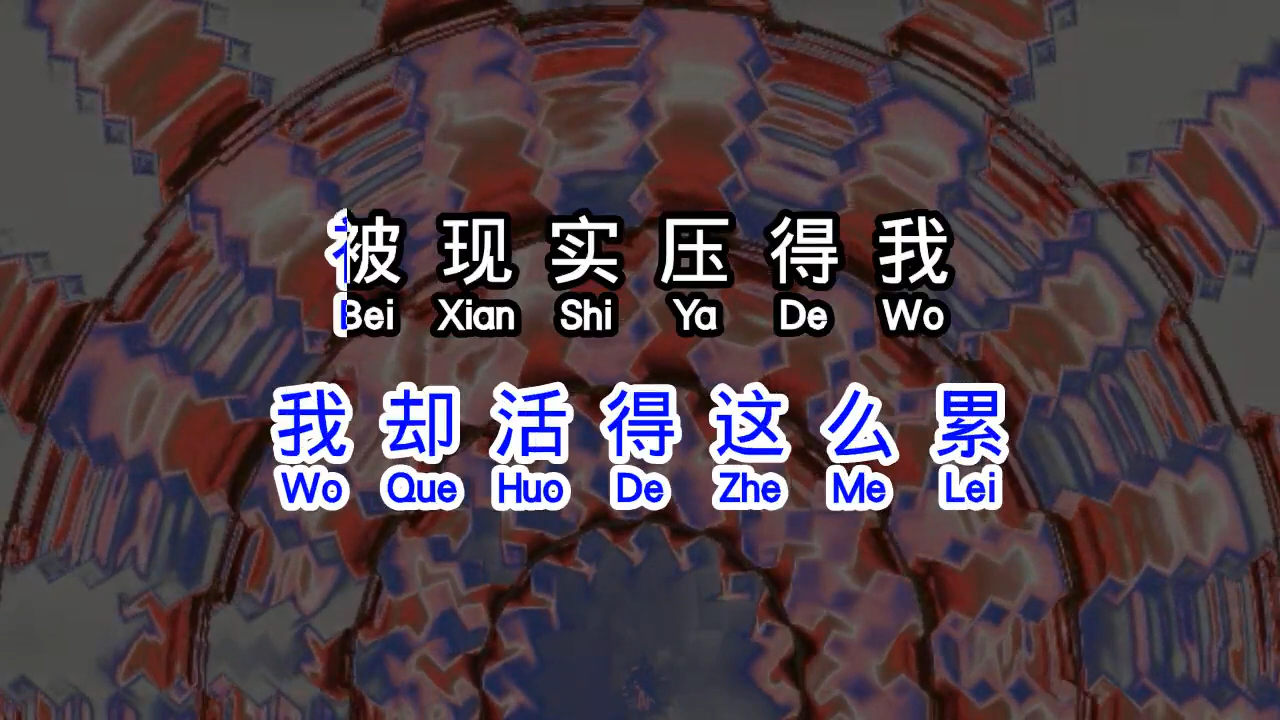 被 现 实 压 得 我
Bei Xian Shi Ya De Wo
我 却 活 得 这 么 累
Wo Que Huo De Zhe Me Lei